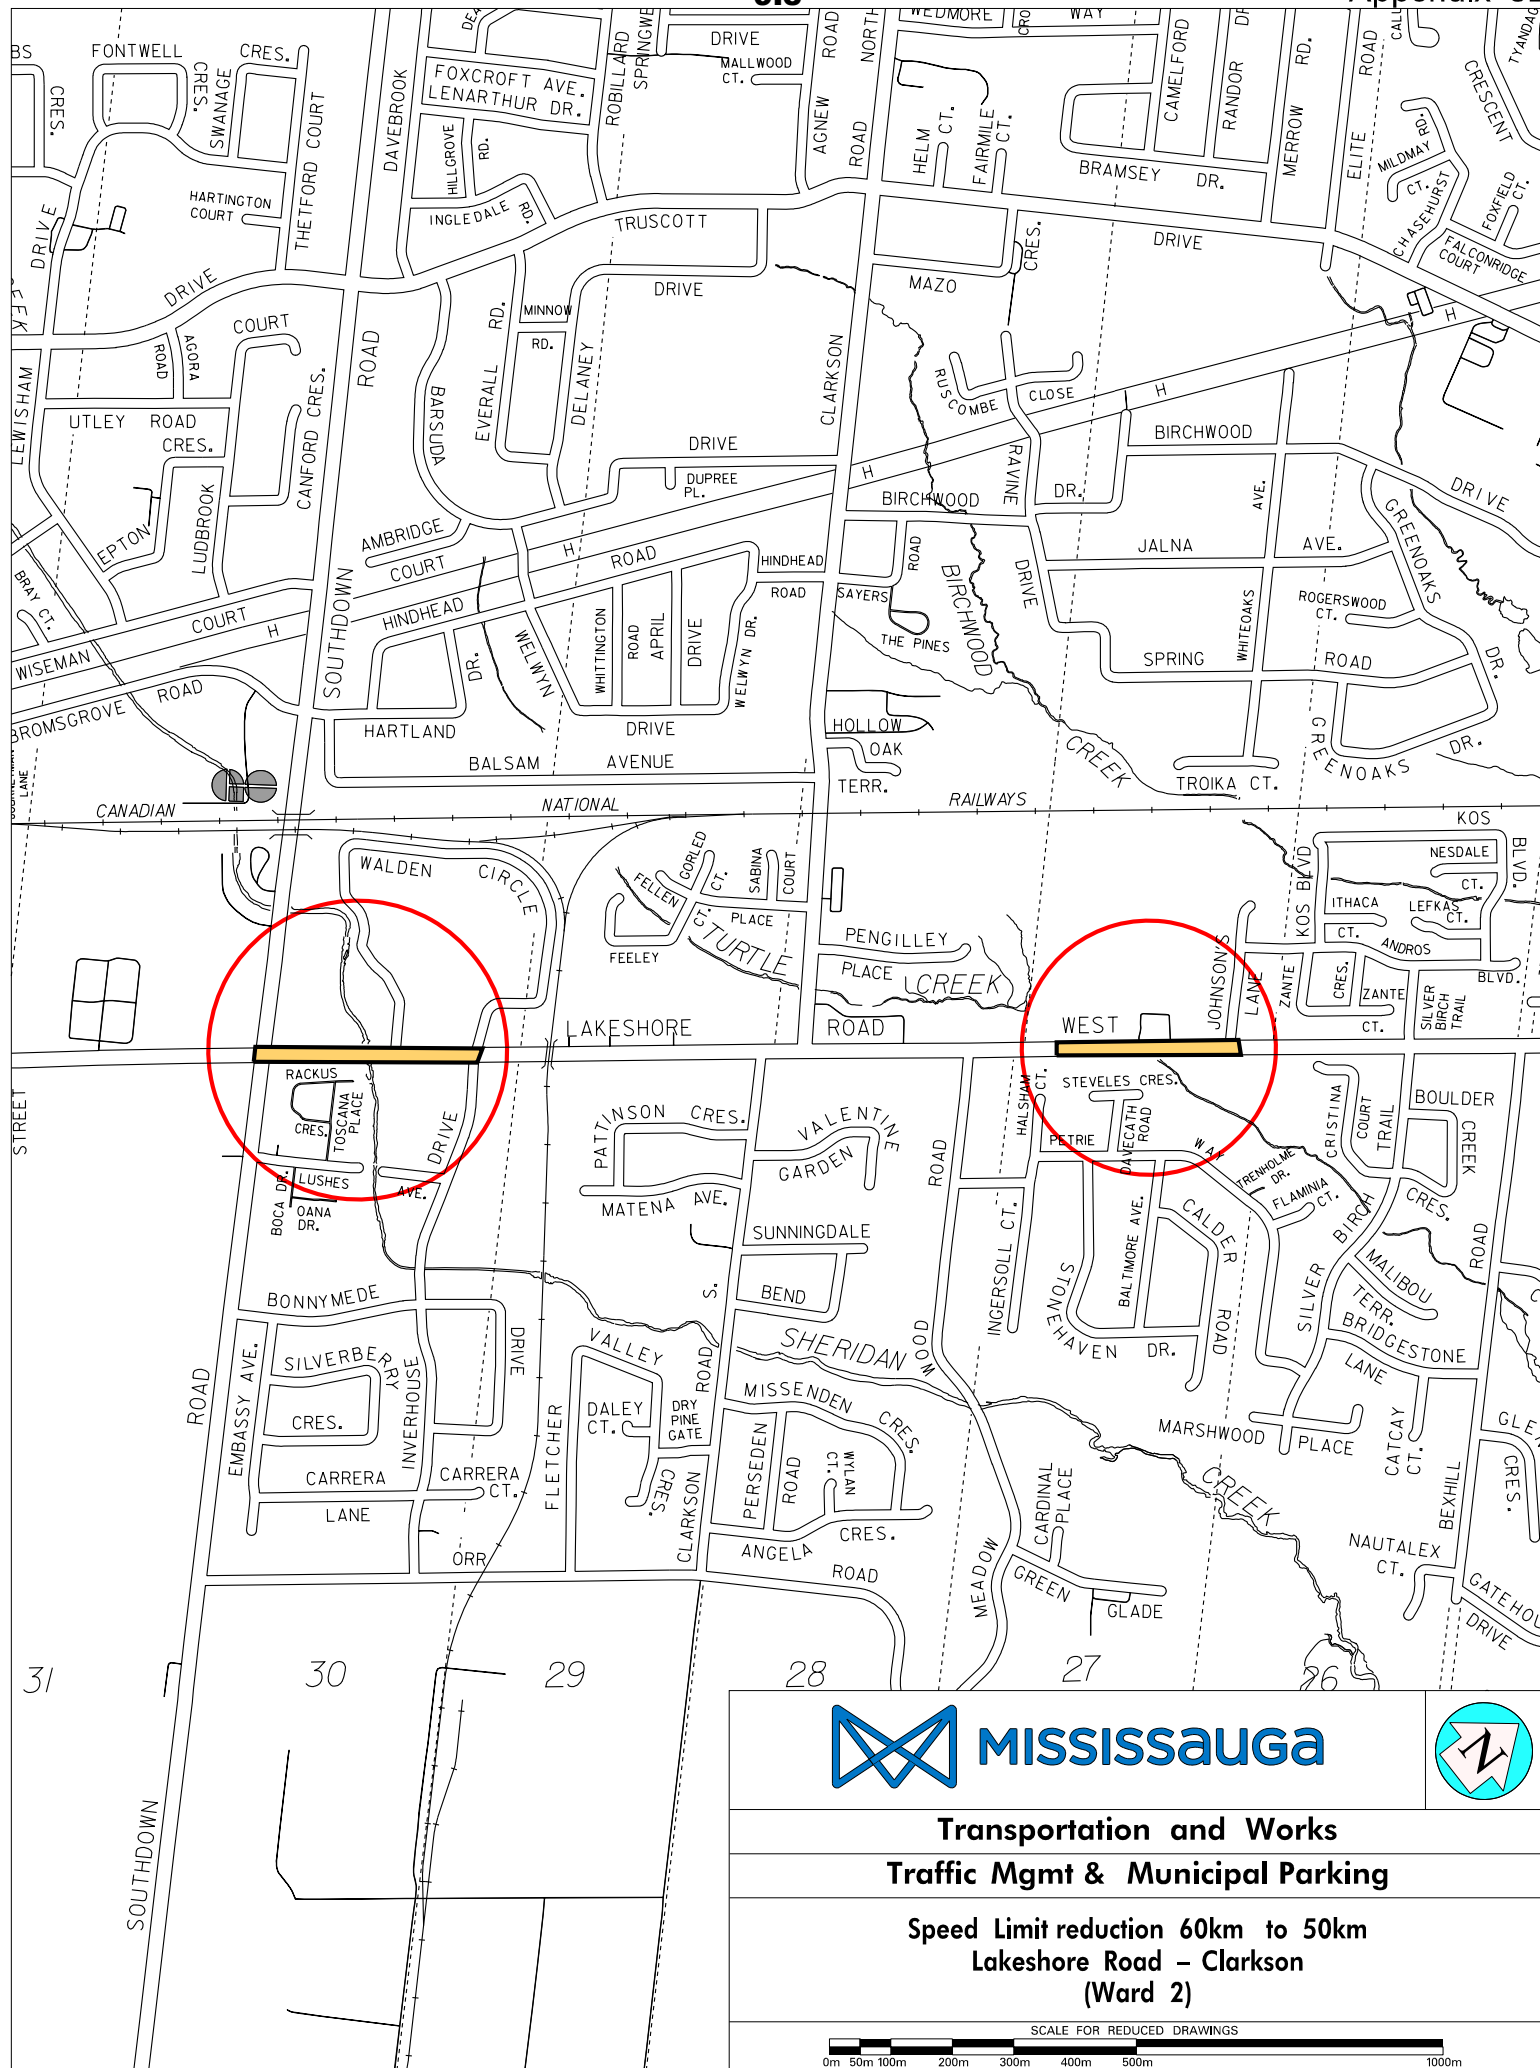 FONTWELL
CRES.
CRES.
CRES.
SWANAGE
THETFORD COURT
HARTINGTON
COURT
DAVEBROOK
FOXCROFT AVE.
LENARTHUR DR.
HILLGROVE
RD.
INGLEDALE RD.
ROBILLARD
DRIVE
MALLWOOD
CT.
AGNEW ROAD
NORTH
ROAD
WEDMORE WAY
HELM CT.
FAIRMILE CT.
CAMELFORD
RANDOR
MERROW RD.
ELITE ROAD
CRESCENT
MILDMAY RD.
CT.
CHASEHURST
FOXFIELD CT.
FALCONRIDGE
COURT
BRAMSEY DR.
TRUSCOTT
DRIVE
DRIVE
DRIVE
DRIVE
MAZO
CRES.
DRIVE
AGORA
ROAD
COURT
ROAD
MINNOW
RD.
EVERALL RD.
DELANEY
BARSUDA
CLARKSON
RUSCOMBE CLOSE
H
H
LEWISHAM
UTLEY ROAD
CRES.
CANFORD CRES.
LUDBROOK
EPTON
DRIVE
DUPREE
PL.
H
BIRCHWOOD
DR.
RAVINE
BIRCHWOOD
DRIVE
AVE.
GREENOAKS
AMBRIDGE
COURT
H
ROAD
HINDHEAD
ROAD
ROAD
JALNA AVE.
BRAY CT.
COURT
H
HINDHEAD
WHITTINGTON
ROAD
APRIL
DRIVE
WELWYN DR.
SAYERS
THE PINES
BIRCHWOOD
DRIVE
ROGERSWOOD
CT.
WISEMAN
SOUTHDOWN
DR.
WELWYN
WHITEOAKS
SPRING ROAD
DR.
BROMSGROVE ROAD
HARTLAND
DRIVE
HOLLOW
OAK
TERR.
CREEK
GREENOAKS DR.
BALSAM AVENUE
TROIKA CT.
LANE
CANADIAN NATIONAL RAILWAYS
KOS
BLVD.
WALDEN CIRCLE
GORLED
CT.
FELLEN
CT.
SABINA
COURT
PLACE
KOS BLVD
NESDALE
CT.
ITHACA
CT.
LEFKAS
CT.
FEELEY
TURTLE
CREEK
PENGILLEY
PLACE
JOHNSON'S
LANE
ZANTE
CRES.
ANDROS
BLVD.
ZANTE
CT.
SILVER
BIRCH
TRAIL
LAKESHORE ROAD WEST
RACKUS
CRES.
TOSCANA
PLACE
STREET
DRIVE
BOCA DR.
LUSHES
AVE.
OANA
DR.
PATTINSON CRES.
VALENTINE
GARDEN
MATENA AVE.
ROAD
HALSHAM
CT.
STEVELES CRES.
PETRIE WAY
DAVECATH
ROAD
CRISTINA
COURT
TRAIL
BOULDER
CREEK
CRES.
TRENHOLME
DR.
FLAMINIA
CT.
SUNNINGDALE
BEND
INGERSOLL CT.
BALTIMORE AVE.
CALDER
ROAD
SILVER BIRCH
ROAD
MALIBOU
TERR.
BONNYMEDE
DRIVE
VALLEY
S.
SHERIDAN
WOOD
STONEHAVEN DR.
BRIDGESTONE
LANE
EMBASSY AVE.
SILVERBERRY
CRES.
INVERHOUSE
ROAD
DALEY
CT.
DRY
PINE
GATE
ROAD
MISSENDEN CRES.
MARSHWOOD PLACE
CATCAY
CT.
CRES.
CARRERA
LANE
CARRERA
CT.
FLETCHER
CRES.
PERSEDEN
ROAD
WYLAN
CT.
CARDINAL
PLACE
CREEK
BEXHILL
ORR
CLARKSON
ANGELA CRES.
ROAD
MEADOW
GREEN
GLADE
NAUTALEX
CT.
DRIVE
31
30
29
28
27
26
SOUTHDOWN
MISSISSAUGA
N
Transportation and Works
Traffic Mgmt & Municipal Parking
Speed Limit reduction 60km to 50km
Lakeshore Road – Clarkson
(Ward 2)
SCALE FOR REDUCED DRAWINGS
0m 50m 100m 200m 300m 400m 500m 1000m